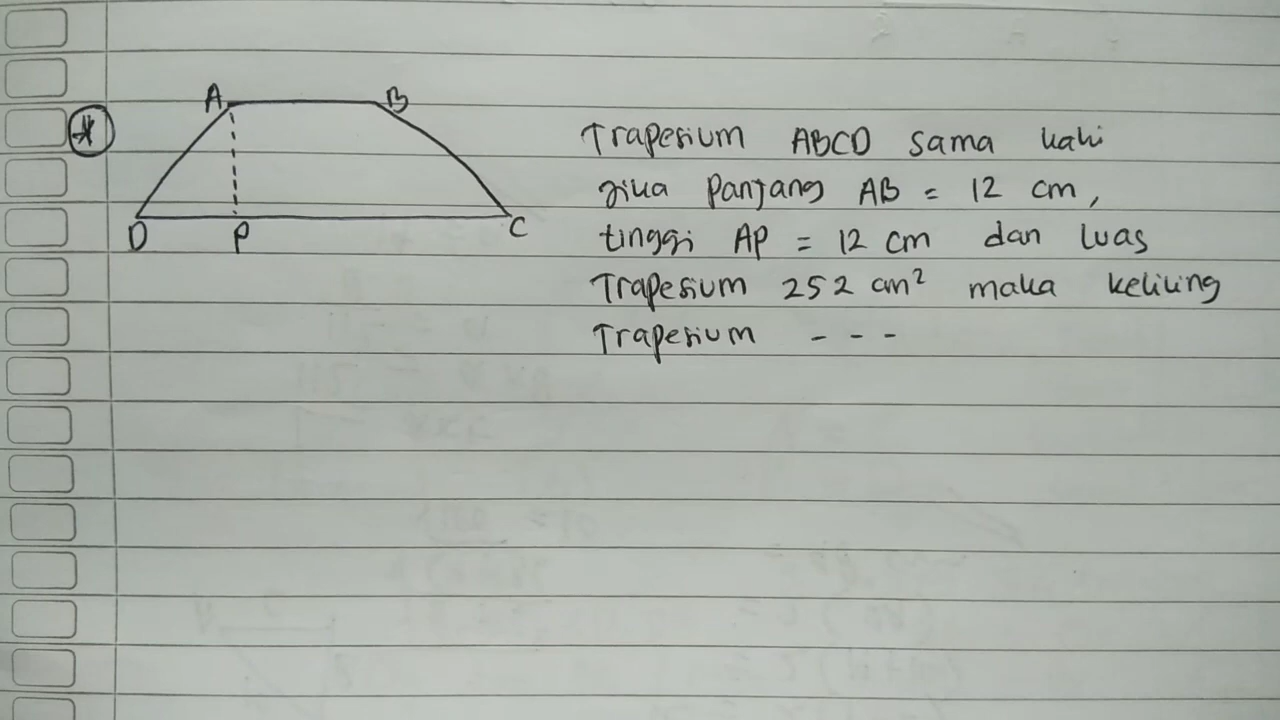 A
B
D
P
C
Trapesium ABCD sama kaki
jika panjang AB = 12 cm,
tinggi AP = 12 cm dan luas
Trapesium 252 cm² maka keliling
Trapesium - - -